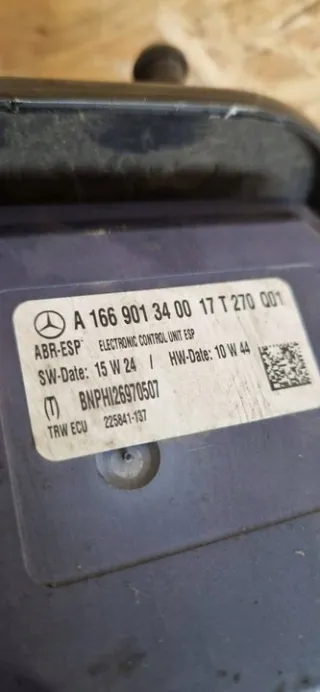 A 166 901 34 00 17 T 270 Q01
ABR-ESP ELECTRONIC CONTROL UNIT ESP
SW-Date: 15 W 24 / HW-Date: 10 W 44
(T) BNPHI26970507
TRW ECU 225841-137